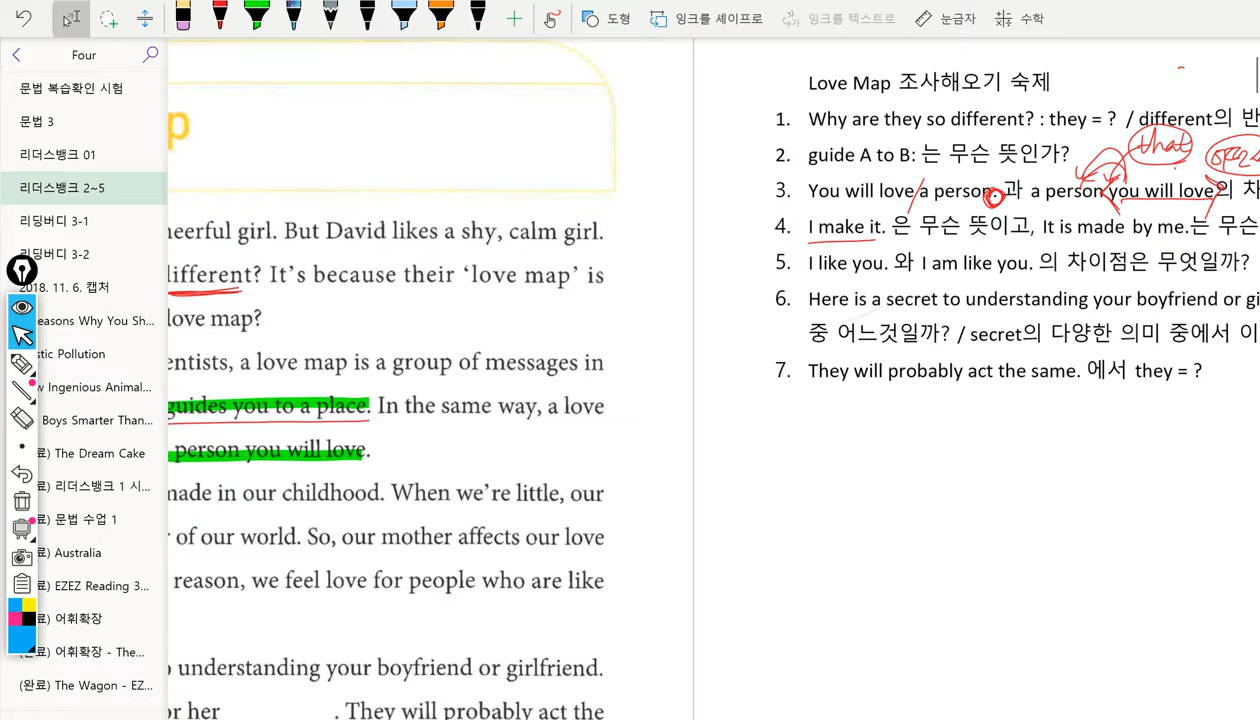 도형
잉크를 셰이프로
잉크를 텍스트로
눈금자
수학
Four
문법 복습확인 시험
문법 3
리더스뱅크 01
리더스뱅크 2~5
리딩버디 3-1
리딩버디 3-2
2018. 11. 6. 캡처
easons Why You Sh...
stic Pollution
w Ingenious Animal...
Boys Smarter Than...
료) The Dream Cake
료) 리더스뱅크 1 시...
료) 문법 수업 1
료) Australia
료) EZEZ Reading 3...
료) 어휘확장
(완료) 어휘확장 - The...
(완료) The Wagon - EZ...
p
heerful girl. But David likes a shy, calm girl.
different? It's because their 'love map' is
love map?
entists, a love map is a group of messages in
guides you to a place. In the same way, a love
person you will love.
made in our childhood. When we're little, our
r of our world. So, our mother affects our love
reason, we feel love for people who are like
o understanding your boyfriend or girlfriend.
or her . They will probably act the
Love Map 조사해오기 숙제
1. Why are they so different? : they = ? / different의 반
2. guide A to B: 는 무슨 뜻인가?
that
3. You will love a person. 과 a person you will love의 차
4. I make it. 은 무슨 뜻이고, It is made by me.는 무슨
5. I like you. 와 I am like you. 의 차이점은 무엇일까?
6. Here is a secret to understanding your boyfriend or gi
중 어느것일까? / secret의 다양한 의미 중에서 이
7. They will probably act the same. 에서 they = ?